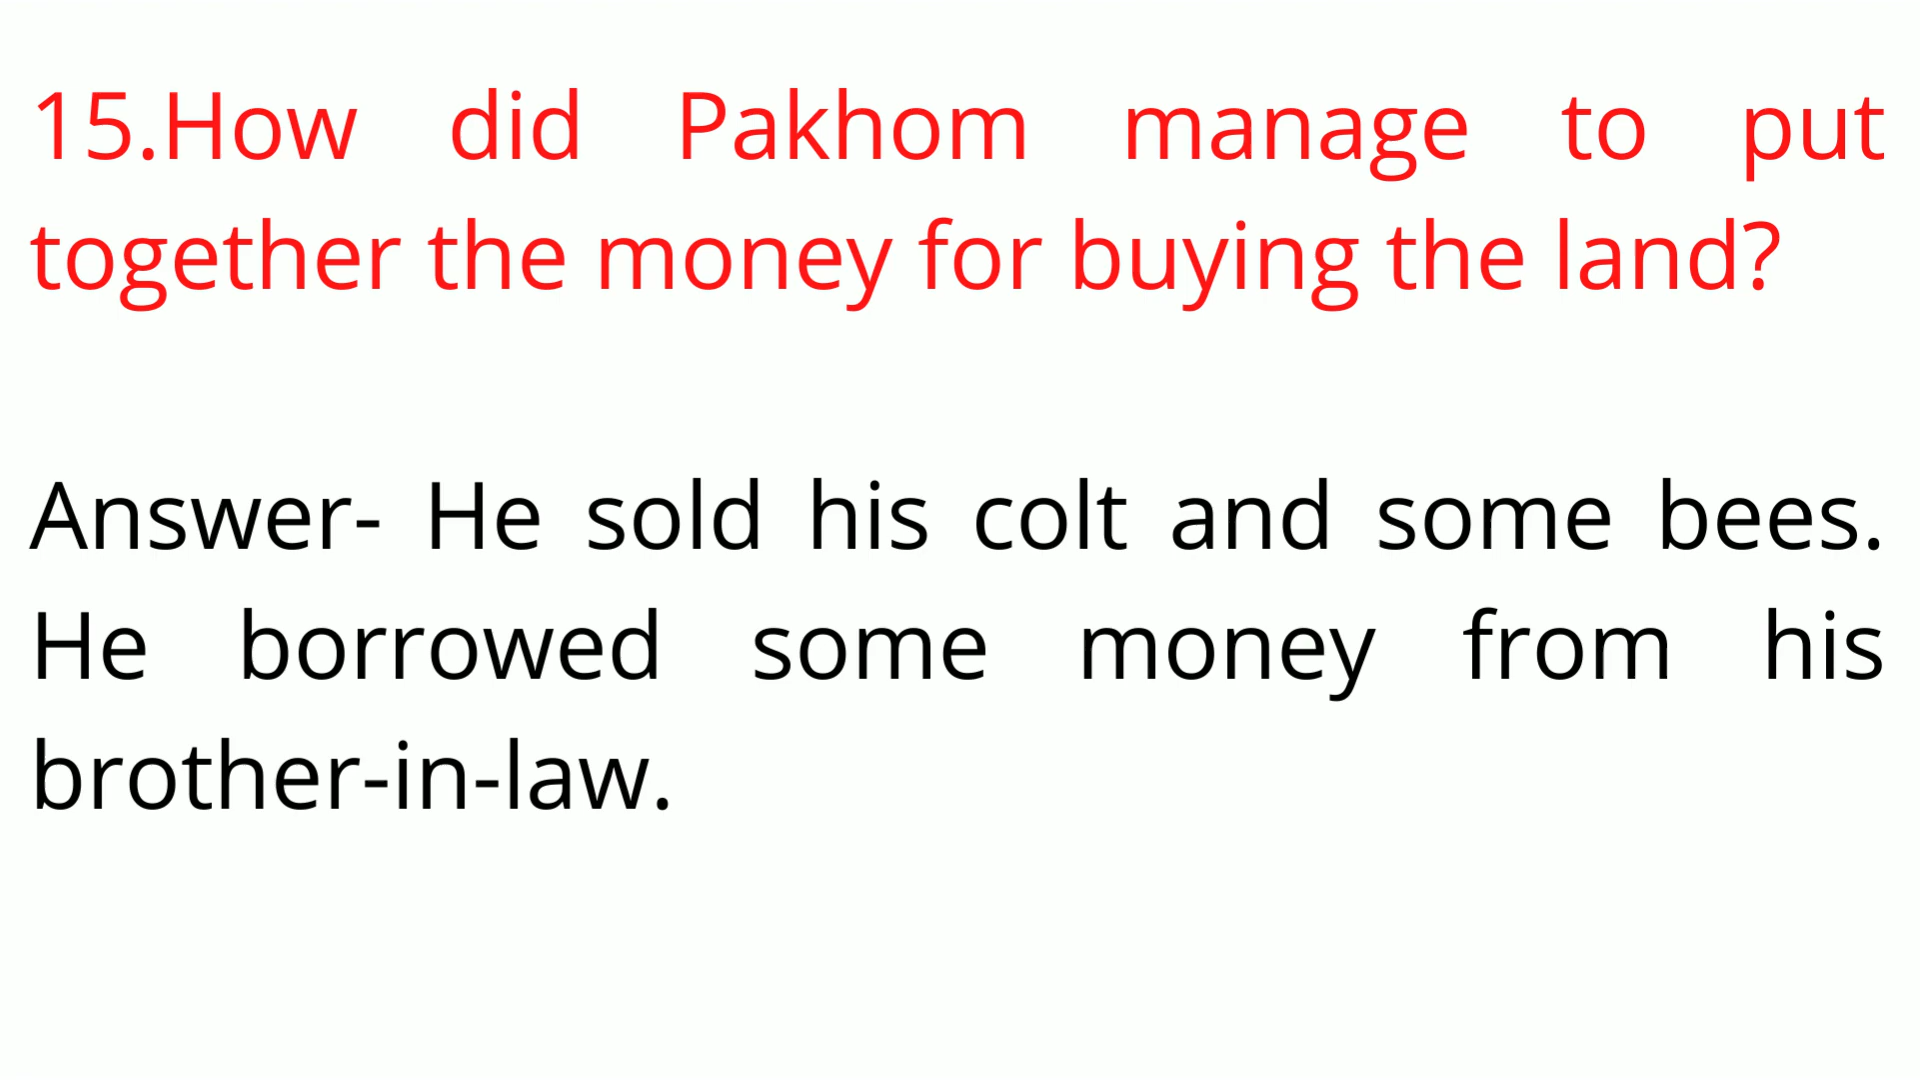 15.How did Pakhom manage to put
together the money for buying the land?
Answer- He sold his colt and some bees.
He borrowed some money from his
brother-in-law.